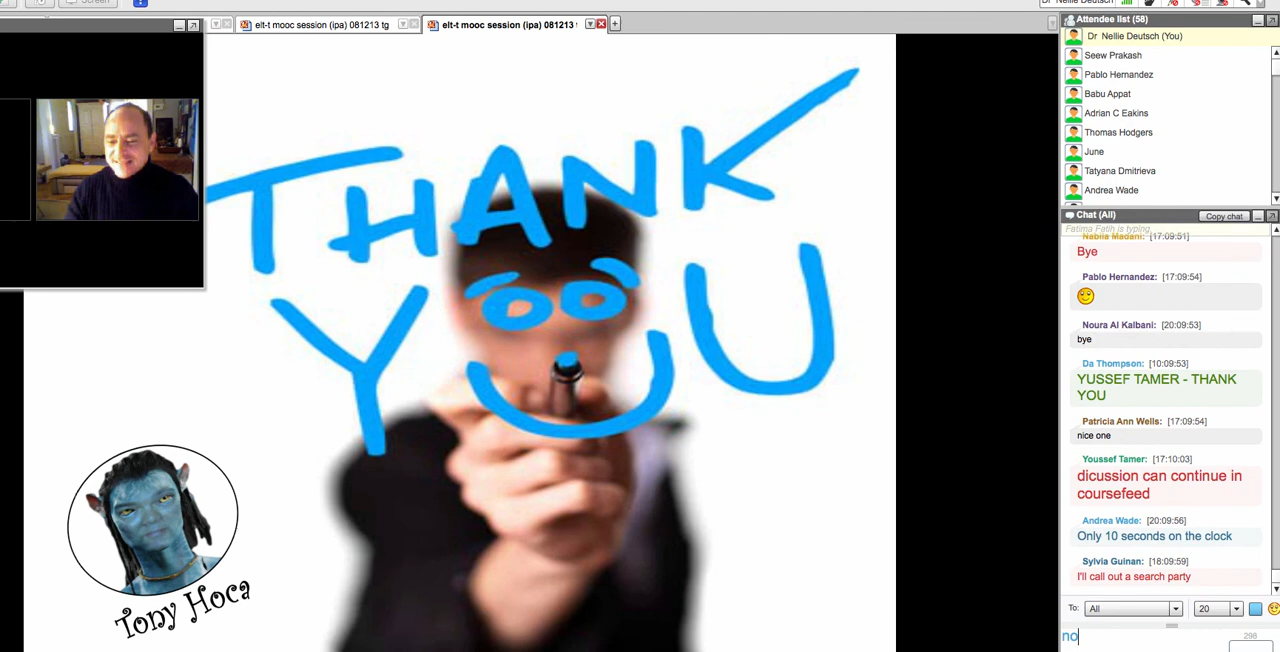 Screen
Dr Nellie Deutsch
elt-t mooc session (ipa) 081213 tg
elt-t mooc session (ipa) 081213
THANK
YOU
Tony Hoca
Attendee list (58)
Dr Nellie Deutsch (You)
Seew Prakash
Pablo Hernandez
Babu Appat
Adrian C Eakins
Thomas Hodgers
June
Tatyana Dmitrieva
Andrea Wade
Chat (All)
Copy chat
Fatima Fatih is typing
Nabila Madani: [17:09:51]
Bye
Pablo Hernandez: [17:09:54]
Noura Al Kalbani: [20:09:53]
bye
Da Thompson: [10:09:53]
YUSSEF TAMER - THANK
YOU
Patricia Ann Wells: [17:09:54]
nice one
Youssef Tamer: [17:10:03]
dicussion can continue in
coursefeed
Andrea Wade: [20:09:56]
Only 10 seconds on the clock
Sylvia Guinan: [18:09:59]
I'll call out a search party
To: All 20
no
298